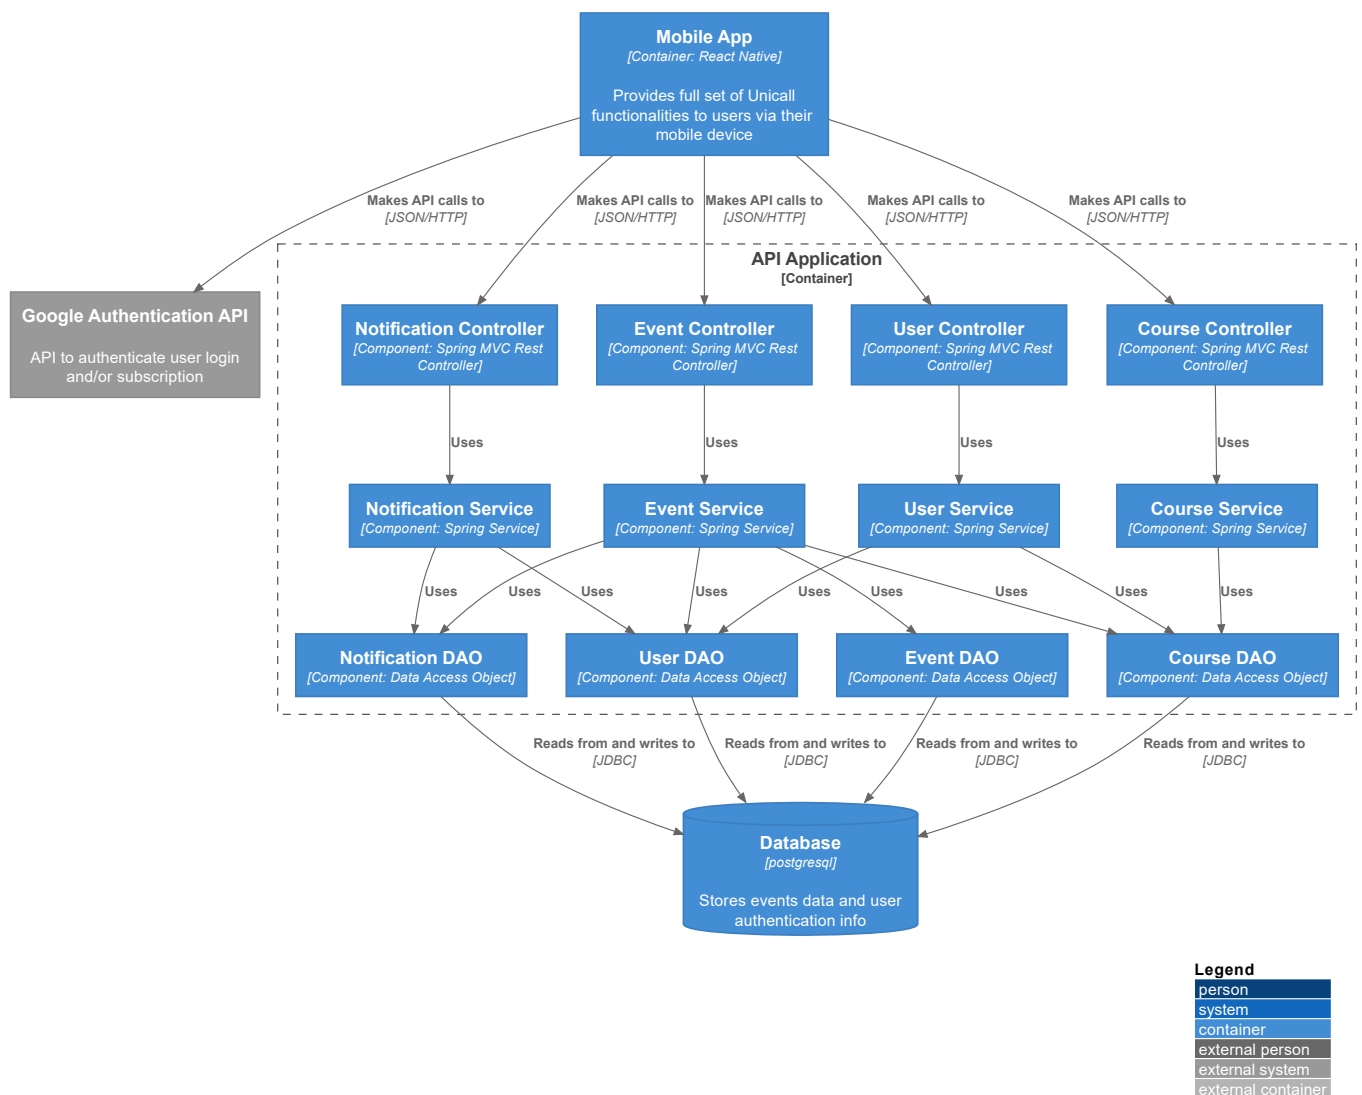 Mobile App
[Container: React Native]
Provides full set of Unicall
functionalities to users via their
mobile device
Makes API calls to
[JSON/HTTP]
Makes API calls to
[JSON/HTTP]
Makes API calls to
[JSON/HTTP]
Makes API calls to
[JSON/HTTP]
Makes API calls to
[JSON/HTTP]
API Application
[Container]
Google Authentication API
API to authenticate user login
and/or subscription
Notification Controller
[Component: Spring MVC Rest
Controller]
Event Controller
[Component: Spring MVC Rest
Controller]
User Controller
[Component: Spring MVC Rest
Controller]
Course Controller
[Component: Spring MVC Rest
Controller]
Uses
Uses
Uses
Uses
Notification Service
[Component: Spring Service]
Event Service
[Component: Spring Service]
User Service
[Component: Spring Service]
Course Service
[Component: Spring Service]
Uses
Uses
Uses
Uses
Uses
Uses
Uses
Uses
Uses
Notification DAO
[Component: Data Access Object]
User DAO
[Component: Data Access Object]
Event DAO
[Component: Data Access Object]
Course DAO
[Component: Data Access Object]
Reads from and writes to
[JDBC]
Reads from and writes to
[JDBC]
Reads from and writes to
[JDBC]
Reads from and writes to
[JDBC]
Database
[postgresql]
Stores events data and user
authentication info
Legend
person
system
container
external person
external system
external container